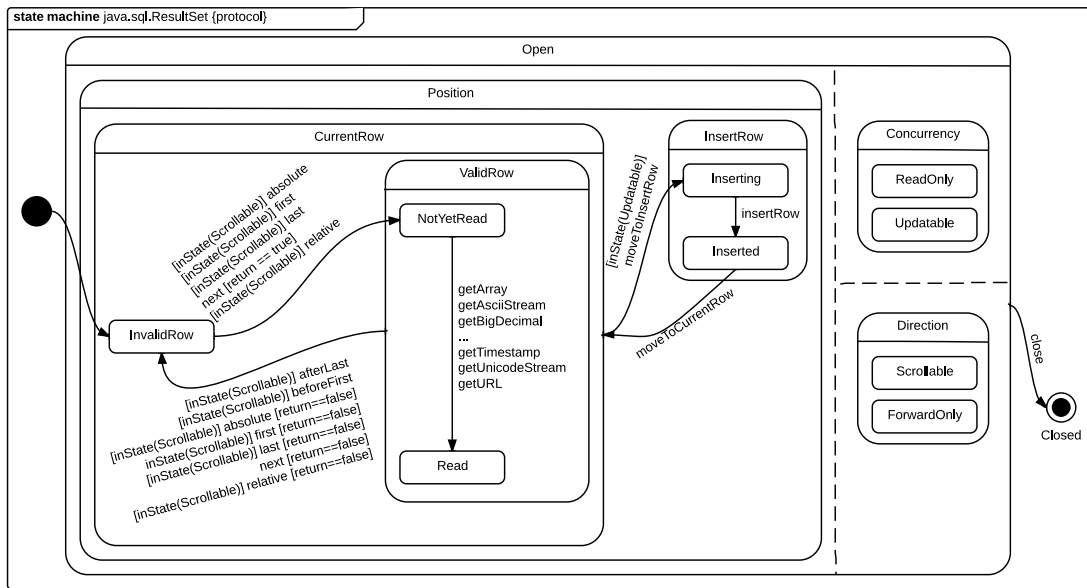 state machine java.sql.ResultSet {protocol}
Open
Position
CurrentRow
InsertRow
Concurrency
ValidRow
ReadOnly
Updatable
Inserting
insertRow
Inserted
NotYetRead
[inState(Scrollable)] absolute
[inState(Scrollable)] first
[inState(Scrollable)] last
next [return == true]
[inState(Scrollable)] relative
[inState(Updatable)]
moveToInsertRow
moveToCurrentRow
getArray
getAsciiStream
getBigDecimal
...
getTimestamp
getUnicodeStream
getURL
InvalidRow
Direction
Scrollable
ForwardOnly
close
Closed
[inState(Scrollable)] afterLast
[inState(Scrollable)] beforeFirst
[inState(Scrollable)] absolute [return==false]
inState(Scrollable)] first [return==false]
[inState(Scrollable)] last [return==false]
next [return==false]
[inState(Scrollable)] relative [return==false]
Read